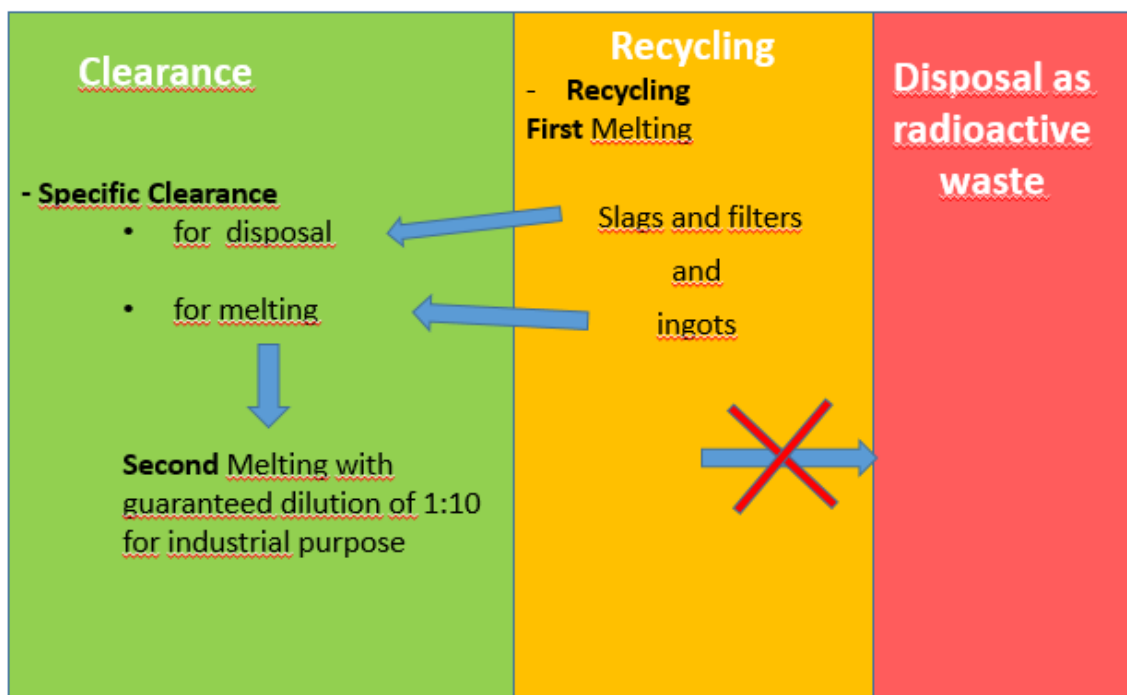 Clearance
- Specific Clearance
• for disposal
• for melting
Second Melting with
guaranteed dilution of 1:10
for industrial purpose
Recycling
- Recycling
First Melting
Slags and filters
and
ingots
Disposal as
radioactive
waste